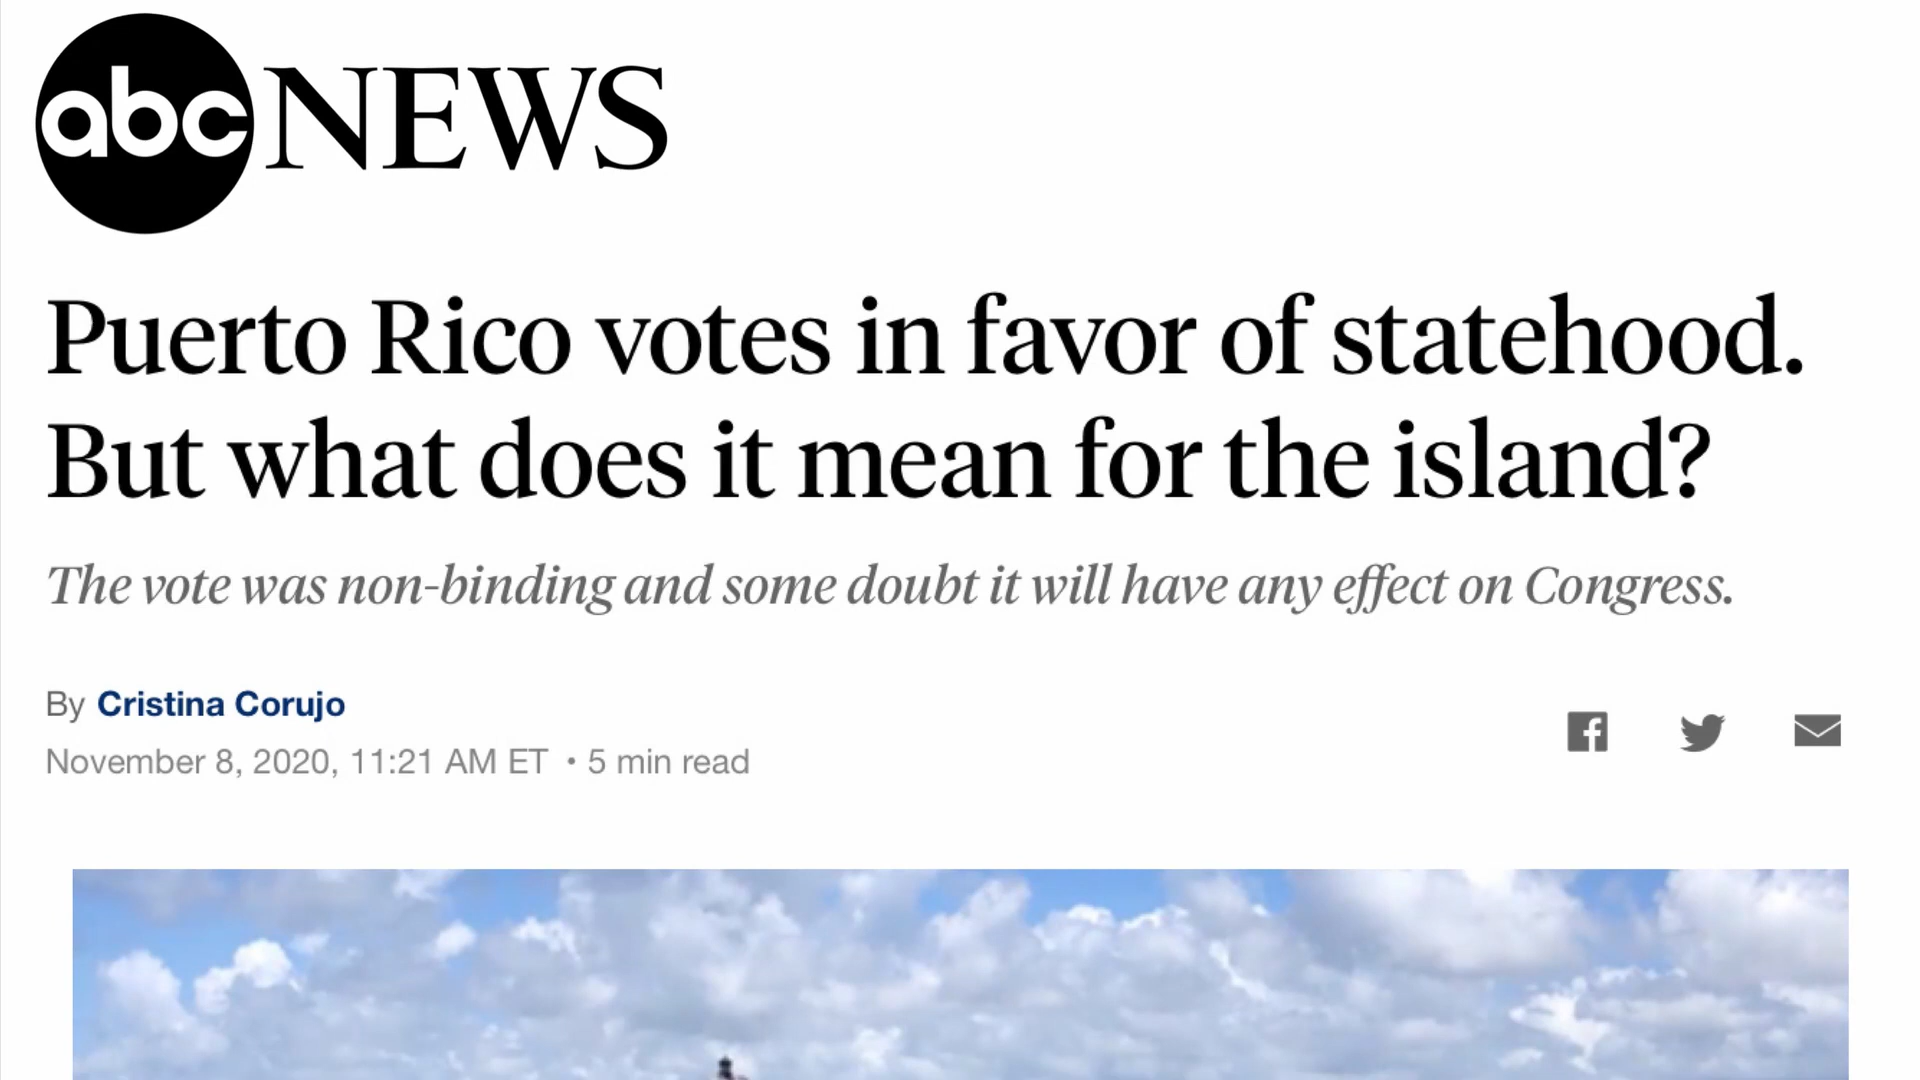 abc NEWS
Puerto Rico votes in favor of statehood.
But what does it mean for the island?
The vote was non-binding and some doubt it will have any effect on Congress.
By Cristina Corujo
November 8, 2020, 11:21 AM ET • 5 min read